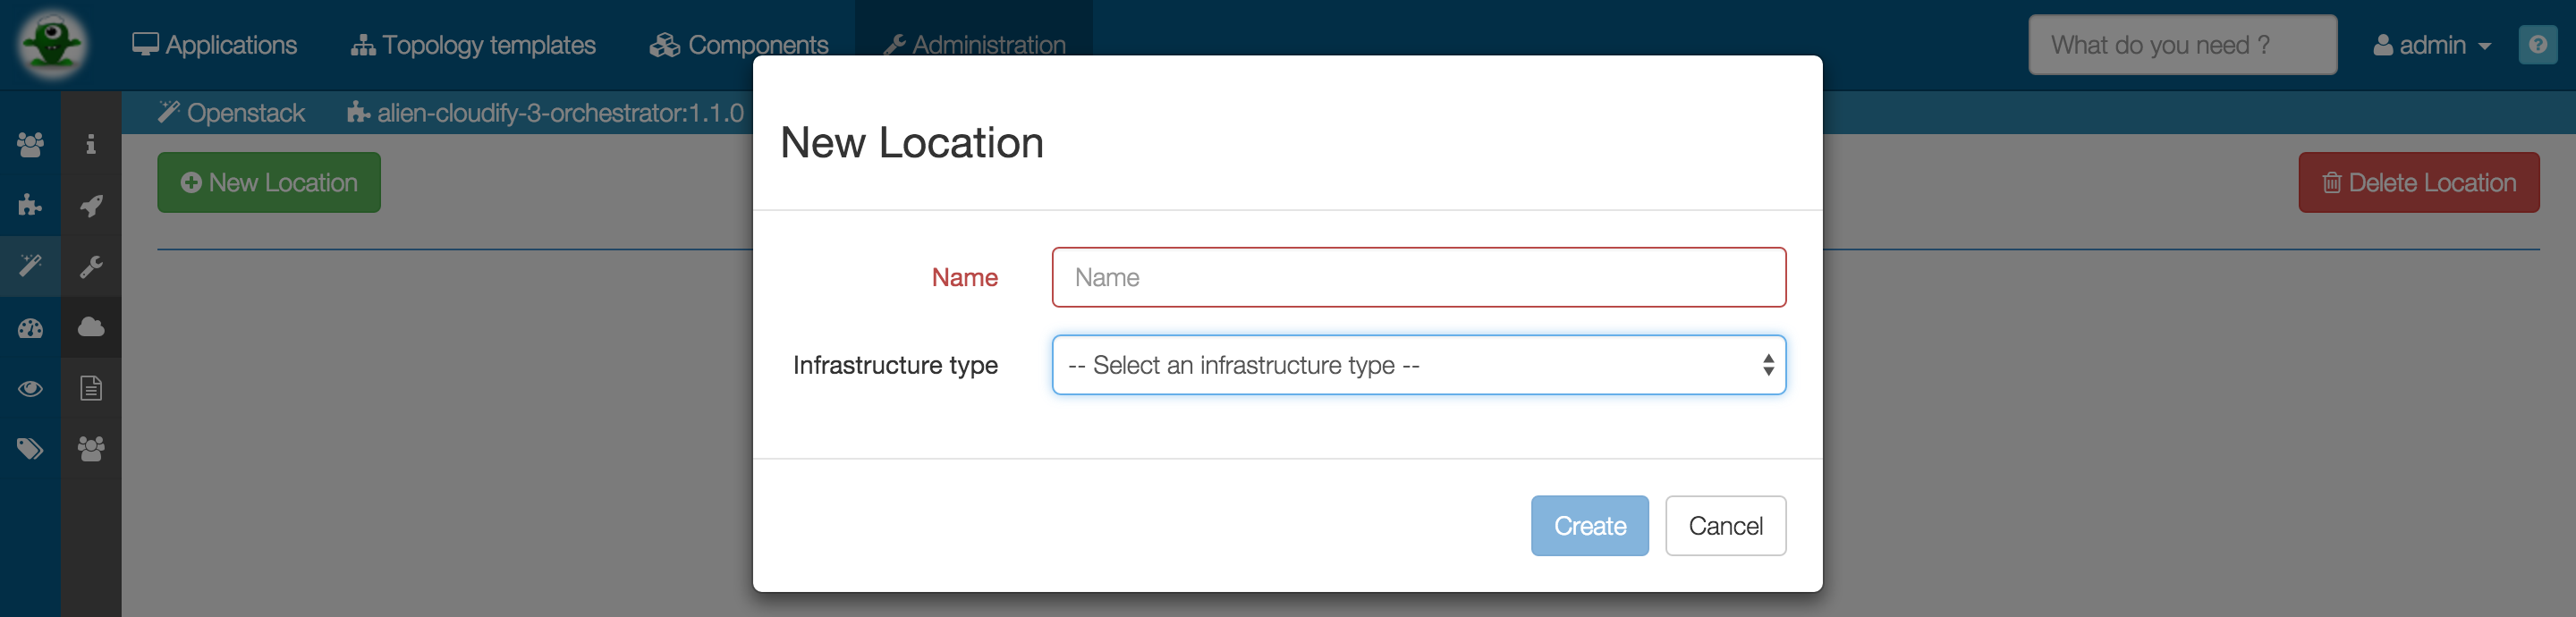 Applications Topology templates Components Administration What do you need ? admin
Openstack alien-cloudify-3-orchestrator:1.1.0
New Location
Delete Location
New Location
Name Name
Infrastructure type -- Select an infrastructure type --
Create Cancel